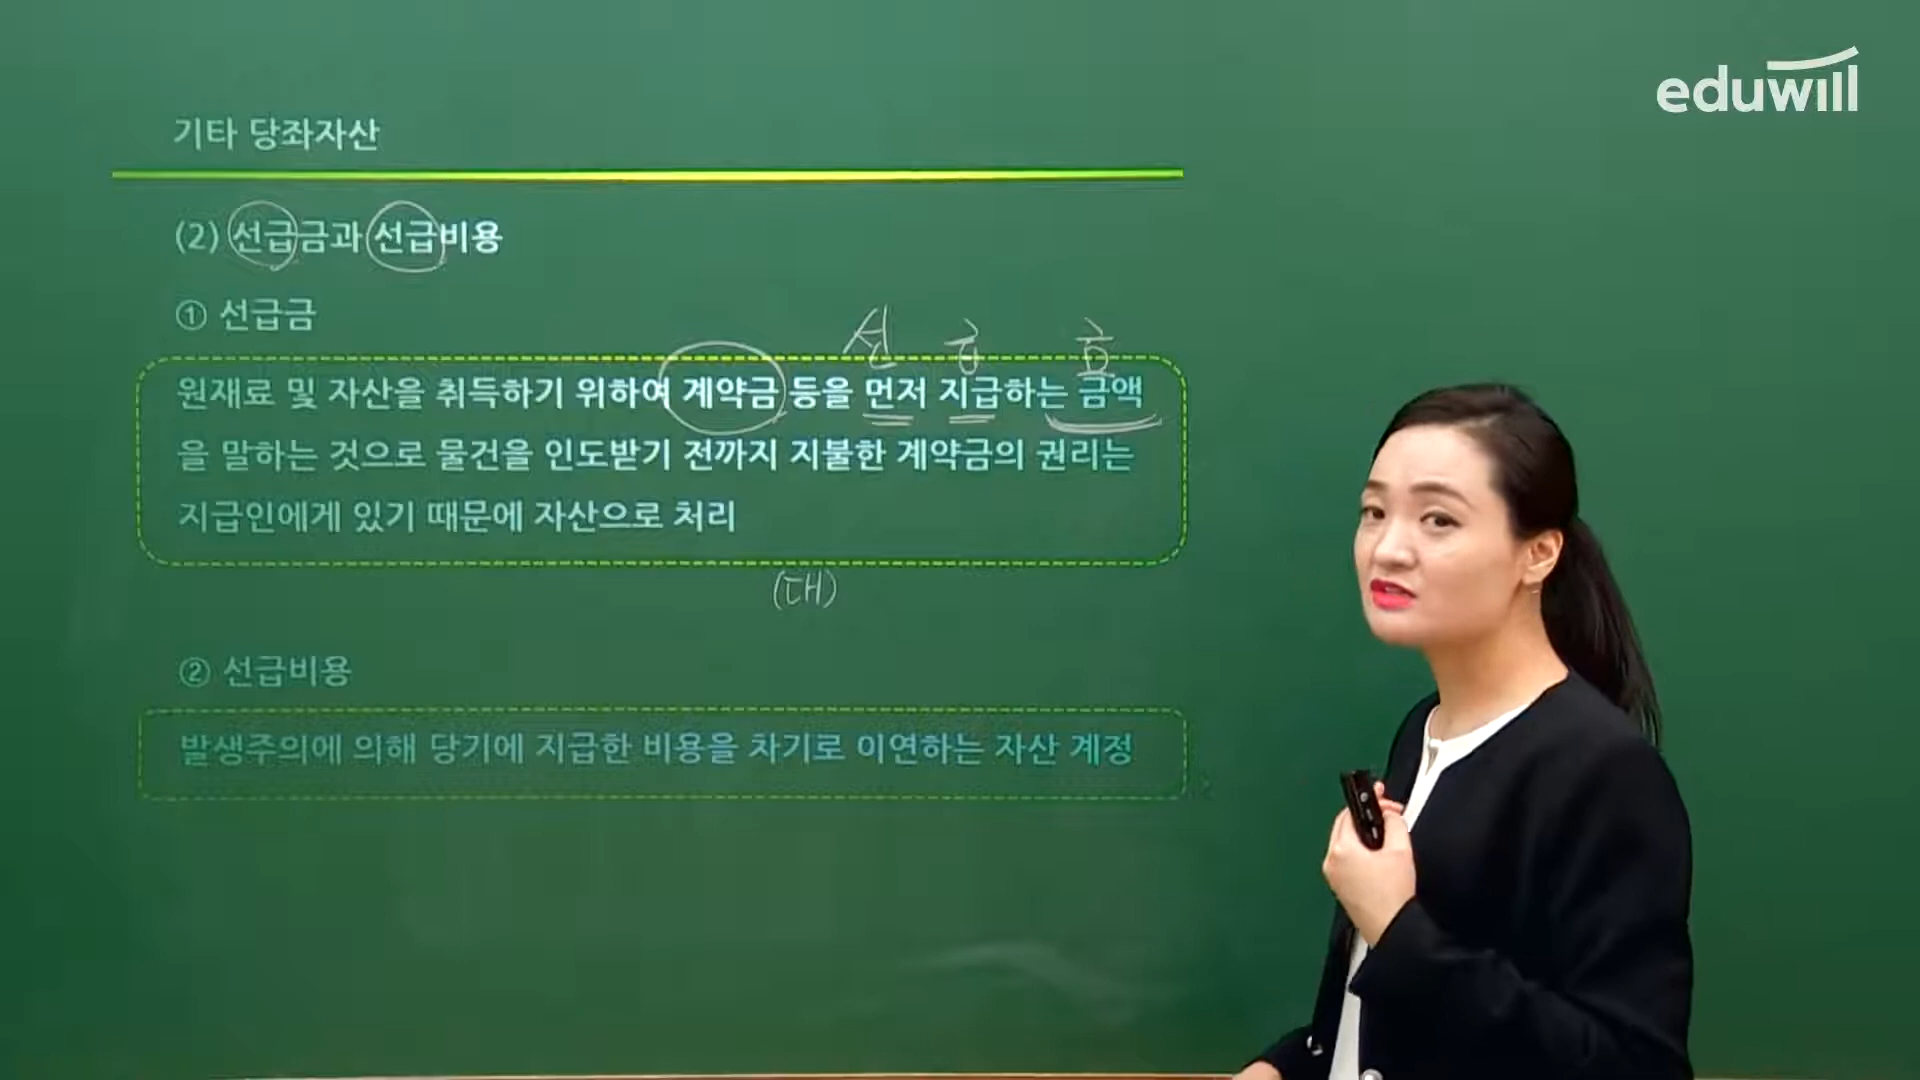 eduwill
기타 당좌자산
(2) 선급금과 선급비용
① 선급금
선 급 금
원재료 및 자산을 취득하기 위하여 계약금 등을 먼저 지급하는 금액
을 말하는 것으로 물건을 인도받기 전까지 지불한 계약금의 권리는
지급인에게 있기 때문에 자산으로 처리
(대)
② 선급비용
발생주의에 의해 당기에 지급한 비용을 차기로 이연하는 자산 계정